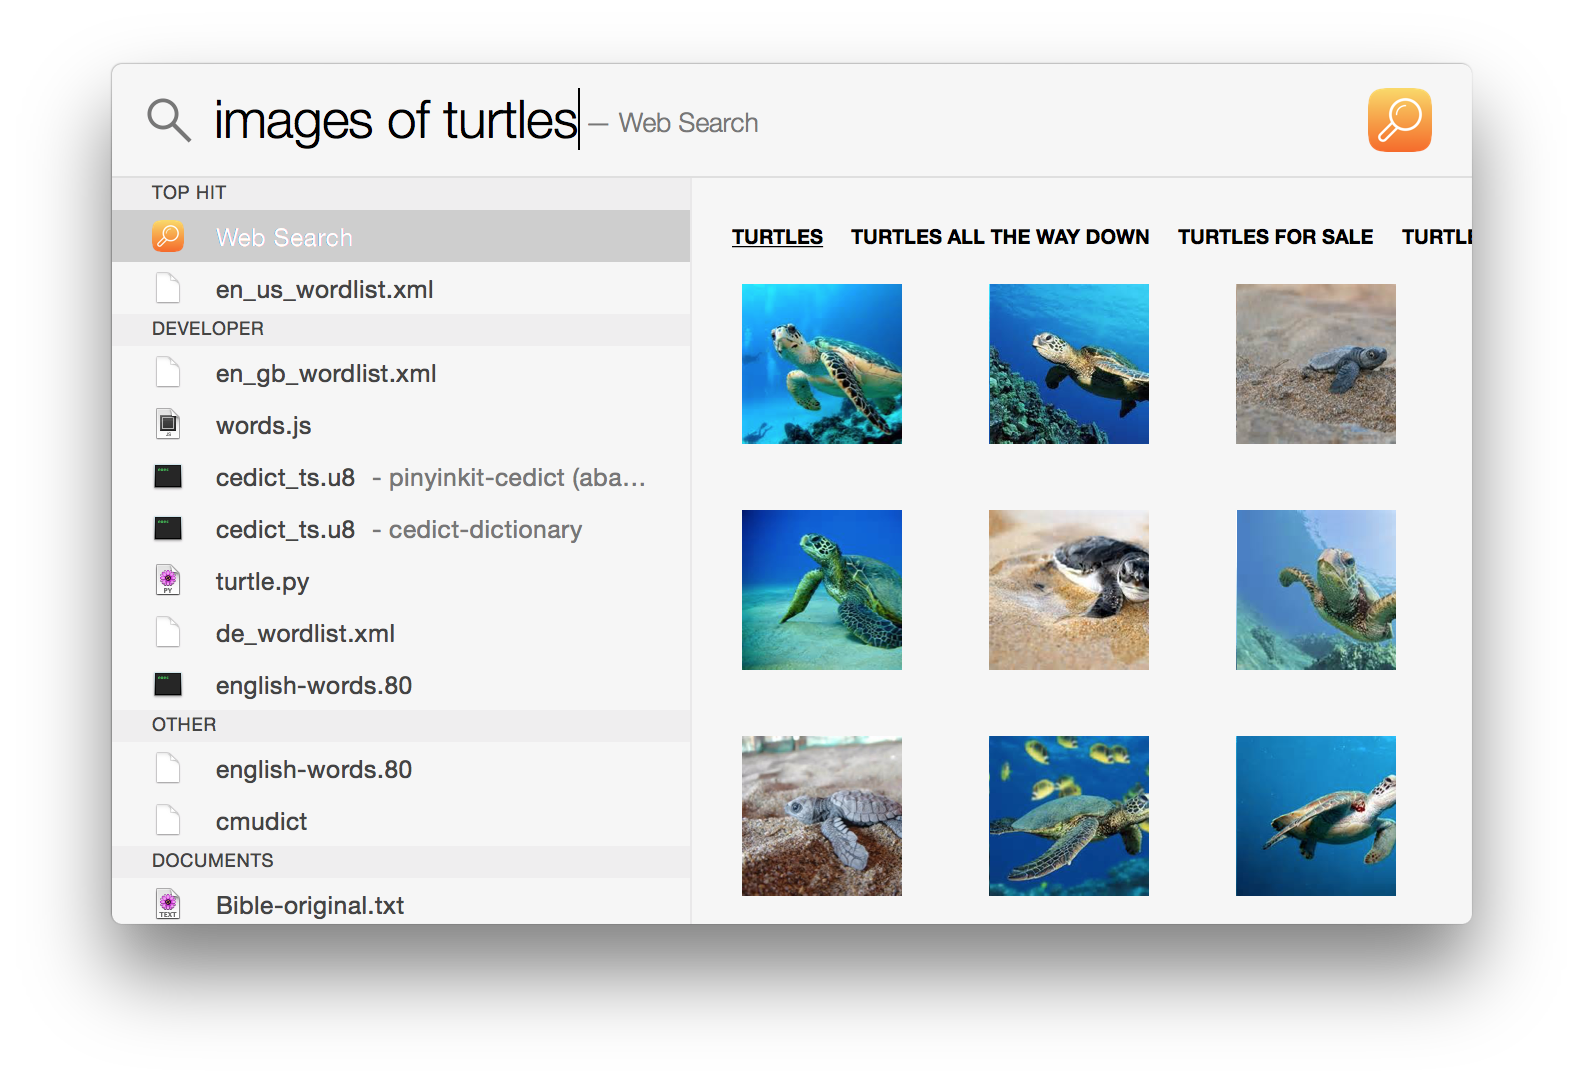 images of turtles — Web Search
TOP HIT
Web Search
en_us_wordlist.xml
DEVELOPER
en_gb_wordlist.xml
words.js
cedict_ts.u8 - pinyinkit-cedict (aba...
cedict_ts.u8 - cedict-dictionary
turtle.py
de_wordlist.xml
english-words.80
OTHER
english-words.80
cmudict
DOCUMENTS
Bible-original.txt
TURTLES TURTLES ALL THE WAY DOWN TURTLES FOR SALE TURTLE